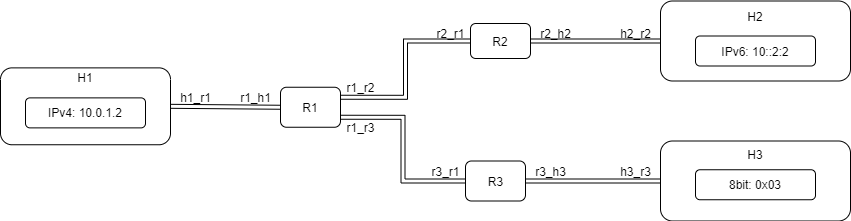 H1
IPv4: 10.0.1.2
h1_r1
r1_h1
R1
r1_r2
r1_r3
r2_r1
R2
r2_h2
h2_r2
H2
IPv6: 10::2:2
r3_r1
R3
r3_h3
h3_r3
H3
8bit: 0x03